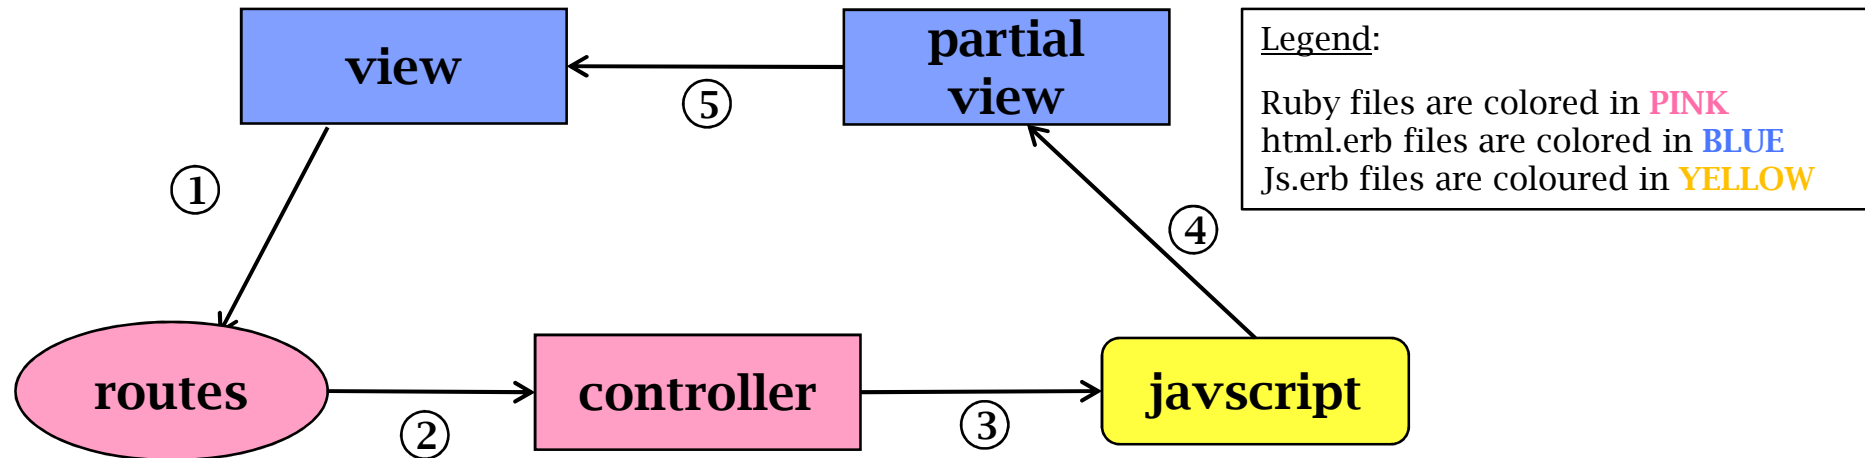 view
partial
view
⑤
①
④
routes
②
controller
③
javscript
Legend:
Ruby files are colored in PINK
html.erb files are colored in BLUE
Js.erb files are coloured in YELLOW